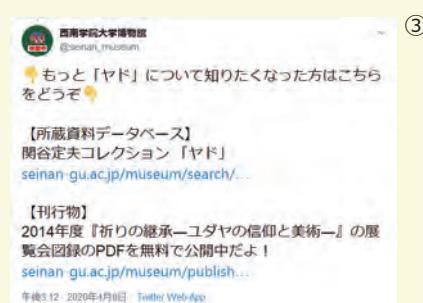 ③
西南学院大学博物館
@seinan_museum
👇もっと「ヤド」について知りたくなった方はこちら
をどうぞ👇
【所蔵資料データベース】
関谷定夫コレクション 「ヤド」
seinan-gu.ac.jp/museum/search/...
【刊行物】
2014年度『祈りの継承―ユダヤの信仰と美術―』の展
覧会図録のPDFを無料で公開中だよ!
seinan-gu.ac.jp/museum/publish...
午後3:12 · 2020年4月8日 · Twitter Web App